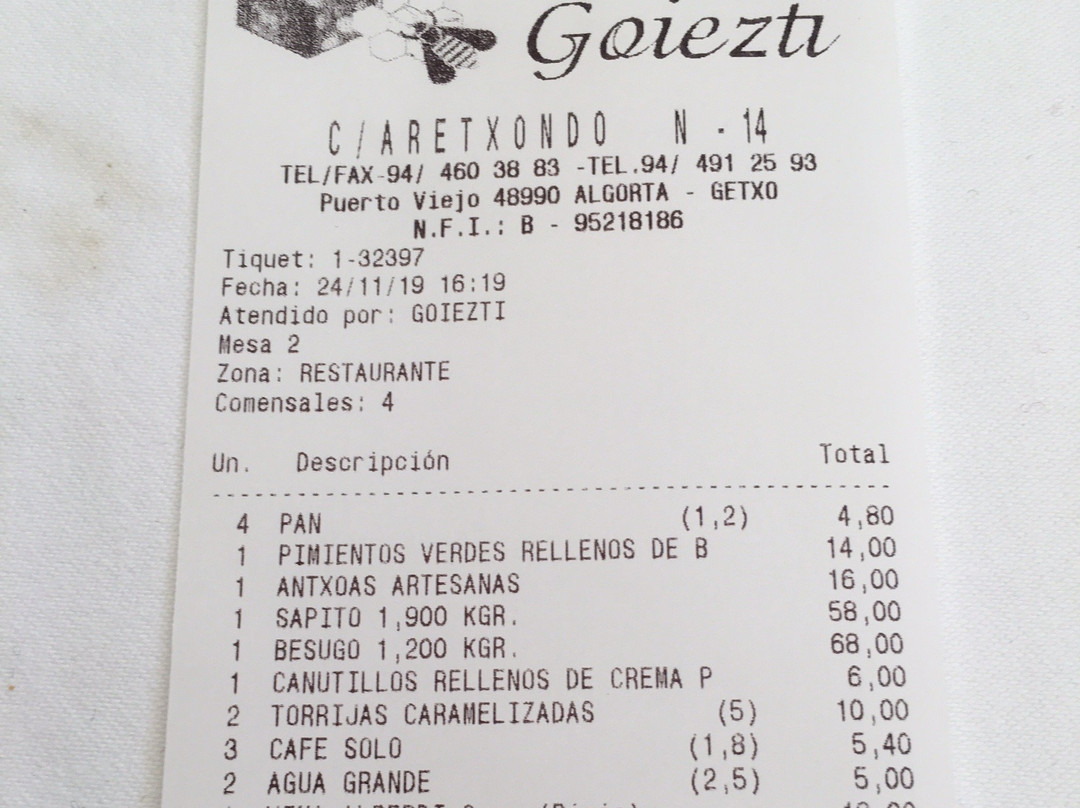 Goiezti
C/ARETXONDO N - 14
TEL/FAX-94/ 460 38 83 -TEL.94/ 491 25 93
Puerto Viejo 48990 ALGORTA - GETXO
N.F.I.: B - 95218186
Tiquet: 1-32397
Fecha: 24/11/19 16:19
Atendido por: GOIEZTI
Mesa 2
Zona: RESTAURANTE
Comensales: 4
Un. Descripción Total
4 PAN (1,2) 4,80
1 PIMIENTOS VERDES RELLENOS DE B 14,00
1 ANTXOAS ARTESANAS 16,00
1 SAPITO 1,900 KGR. 58,00
1 BESUGO 1,200 KGR. 68,00
1 CANUTILLOS RELLENOS DE CREMA P 6,00
2 TORRIJAS CARAMELIZADAS (5) 10,00
3 CAFE SOLO (1,8) 5,40
2 AGUA GRANDE (2,5) 5,00